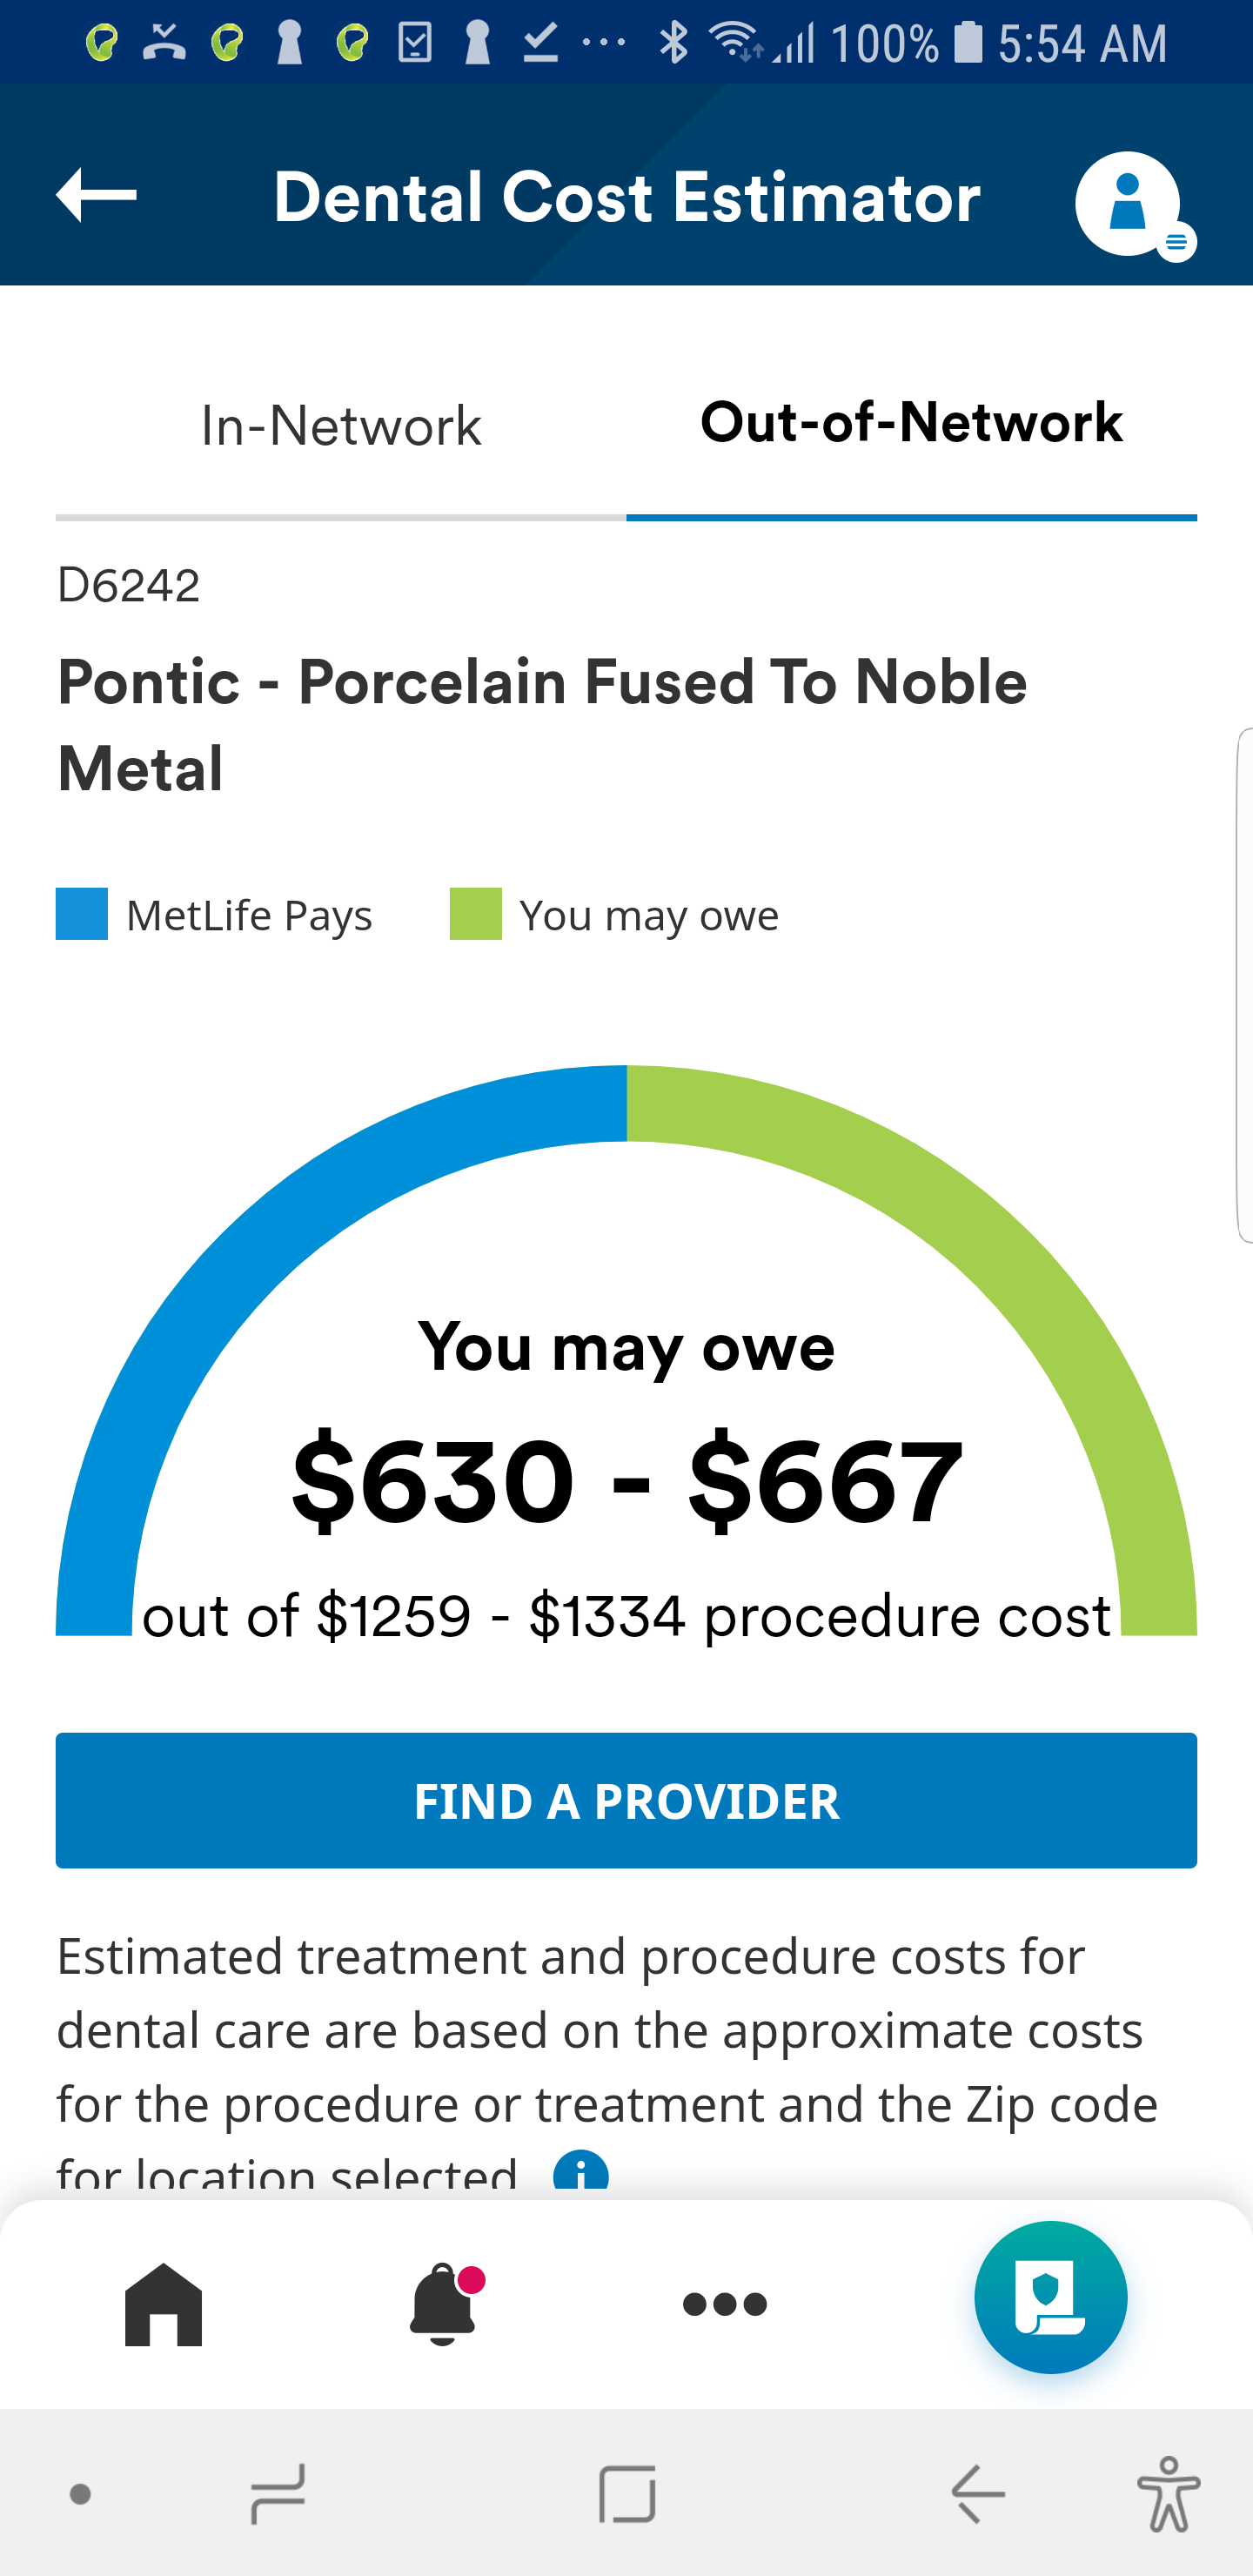 100% 5:54 AM
Dental Cost Estimator
In-Network Out-of-Network
D6242
Pontic - Porcelain Fused To Noble
Metal
MetLife Pays You may owe
You may owe
$630 - $667
out of $1259 - $1334 procedure cost
FIND A PROVIDER
Estimated treatment and procedure costs for
dental care are based on the approximate costs
for the procedure or treatment and the Zip code
for location selected